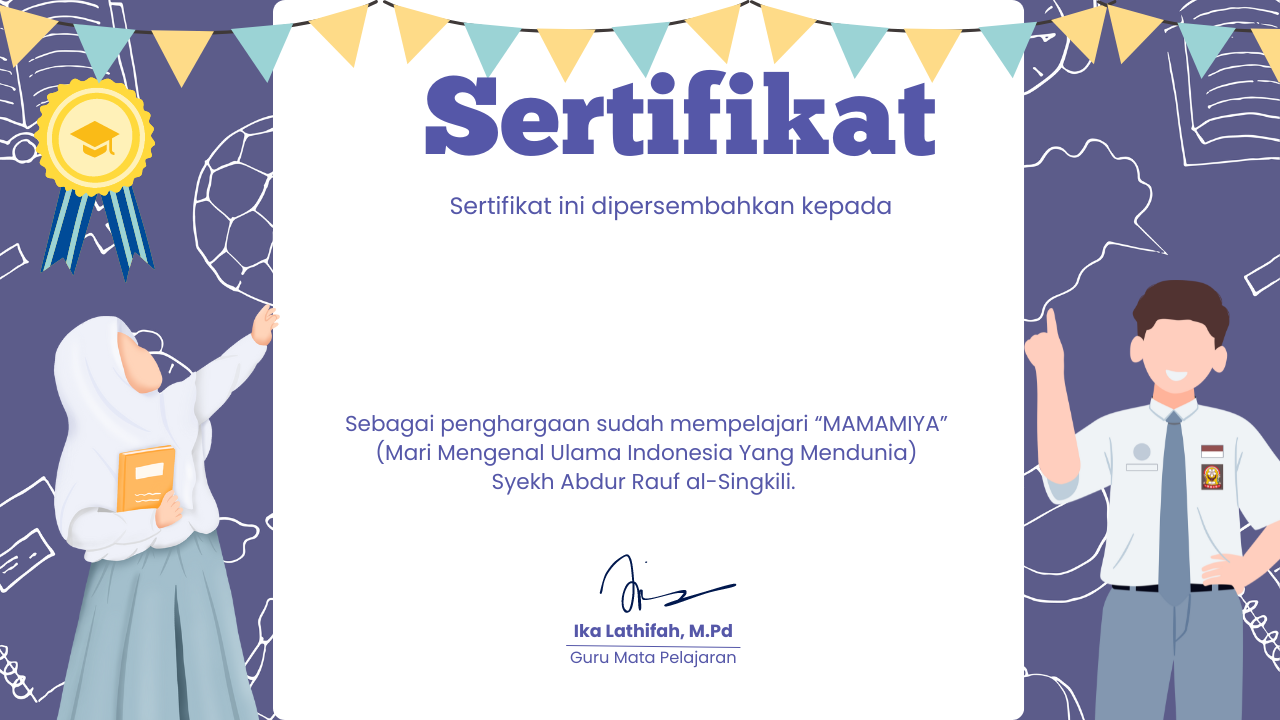 Sertifikat
Sertifikat ini dipersembahkan kepada
Sebagai penghargaan sudah mempelajari “MAMAMIYA”
(Mari Mengenal Ulama Indonesia Yang Mendunia)
Syekh Abdur Rauf al-Singkili.
Ika Lathifah, M.Pd
Guru Mata Pelajaran